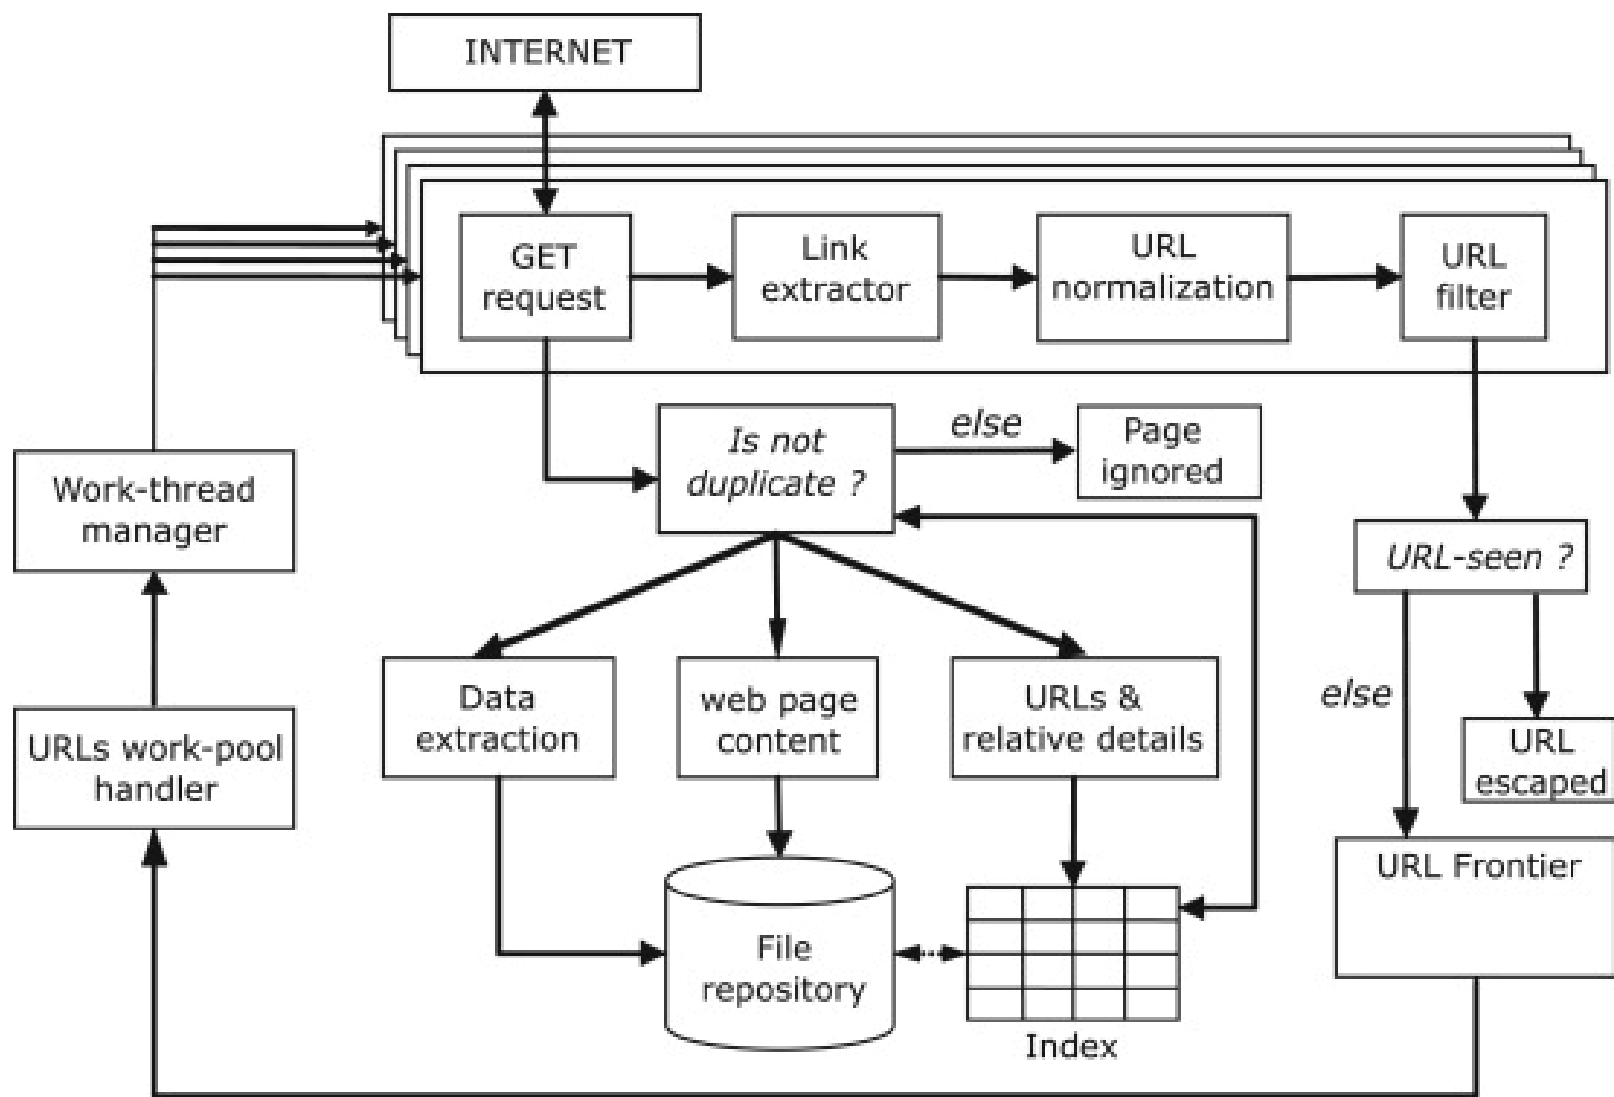 INTERNET
GET
request
Link
extractor
URL
normalization
URL
filter
Is not
duplicate ?
else
Page
ignored
Work-thread
manager
URL-seen ?
Data
extraction
web page
content
URLs &
relative details
else
URL
escaped
URLs work-pool
handler
URL Frontier
File
repository
Index